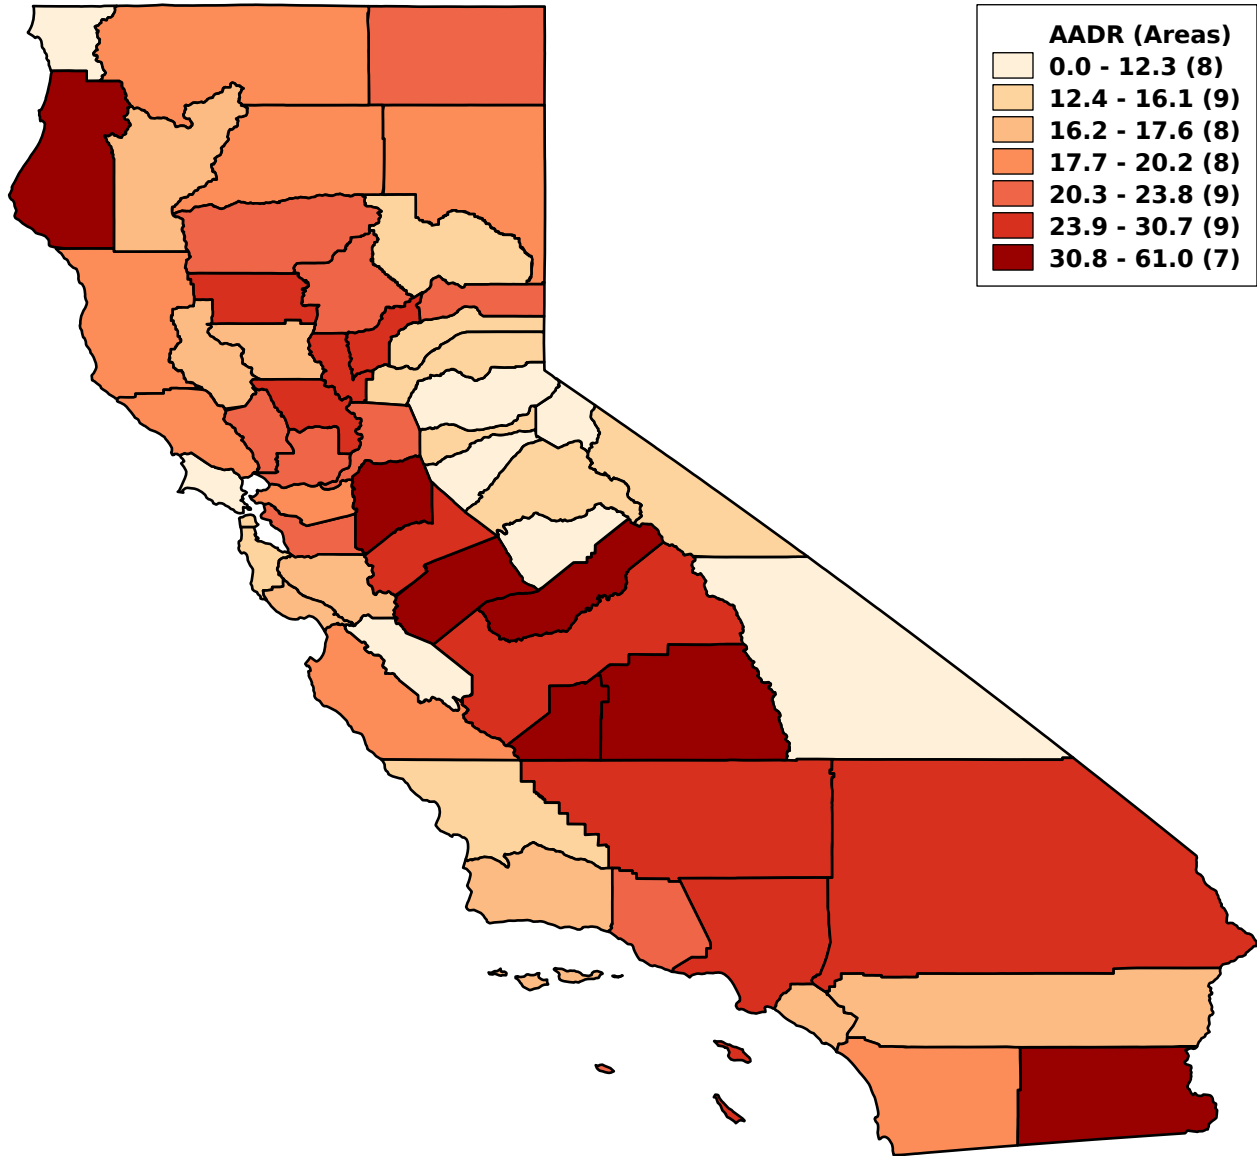 AADR (Areas)
0.0 - 12.3 (8)
12.4 - 16.1 (9)
16.2 - 17.6 (8)
17.7 - 20.2 (8)
20.3 - 23.8 (9)
23.9 - 30.7 (9)
30.8 - 61.0 (7)